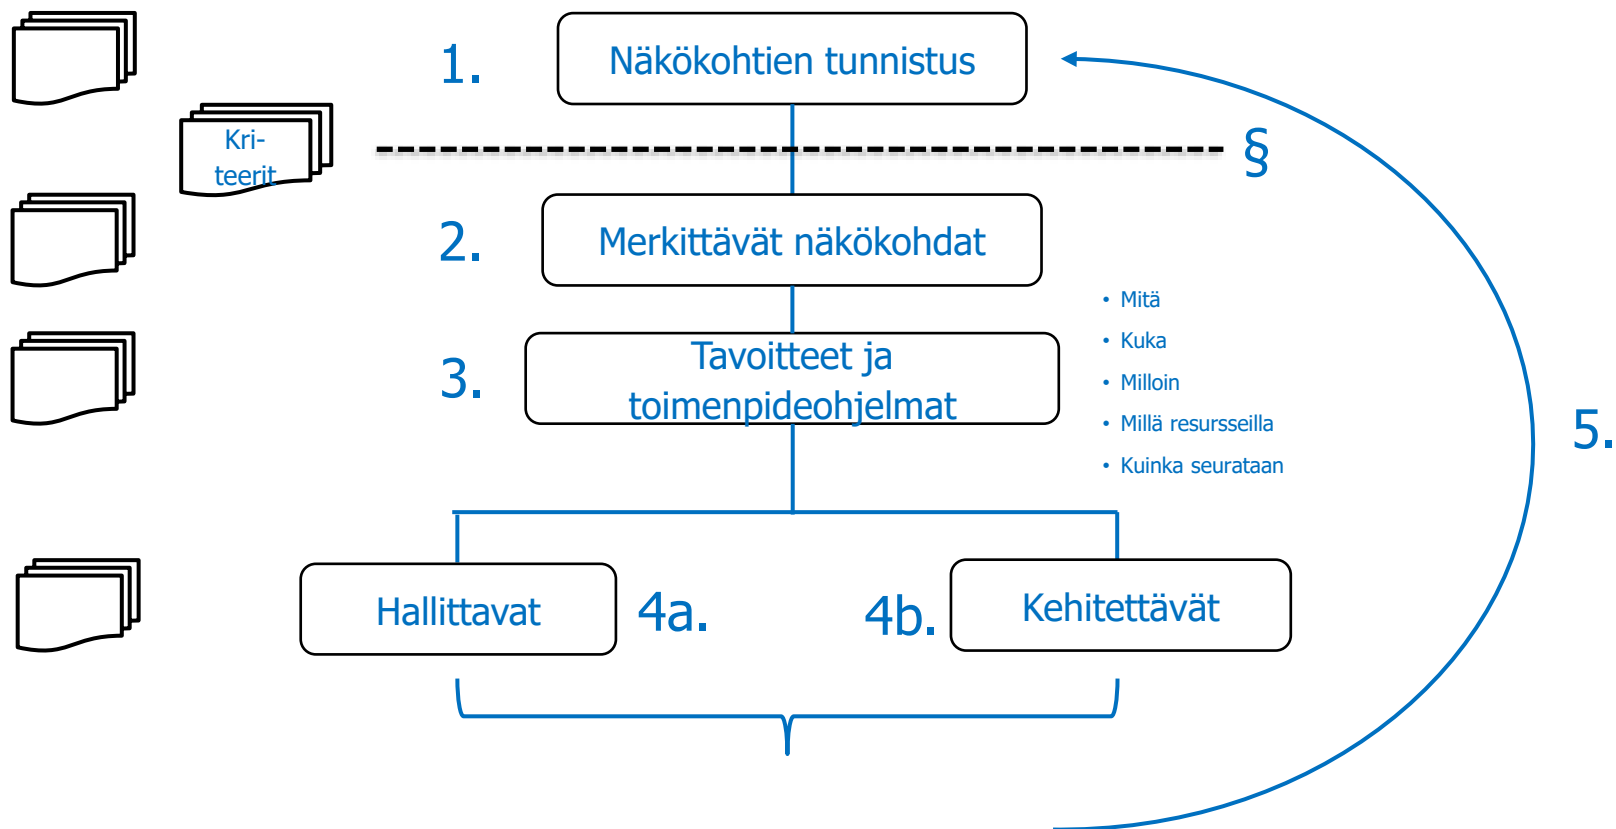 1.
Näkökohtien tunnistus
Kri-
teerit
§
2.
Merkittävät näkökohdat
3.
Tavoitteet ja
toimenpideohjelmat
• Mitä
• Kuka
• Milloin
• Millä resursseilla
• Kuinka seurataan
5.
Hallittavat
4a.
4b.
Kehitettävät